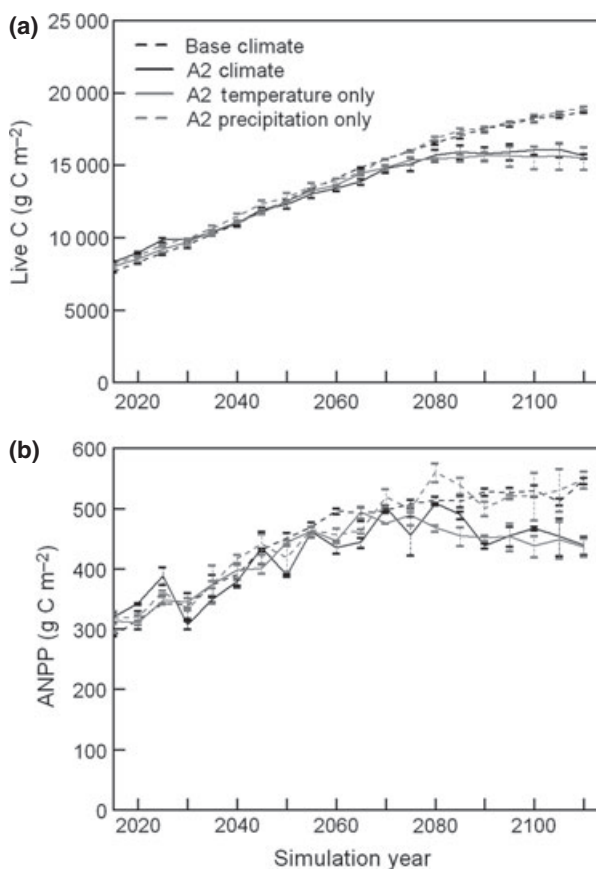 (a)
25 000
20 000
15 000
10 000
5000
0
Live C (g C m⁻²)
Base climate
A2 climate
A2 temperature only
A2 precipitation only
2020 2040 2060 2080 2100
(b)
600
500
400
300
200
100
0
ANPP (g C m⁻²)
2020 2040 2060 2080 2100
Simulation year